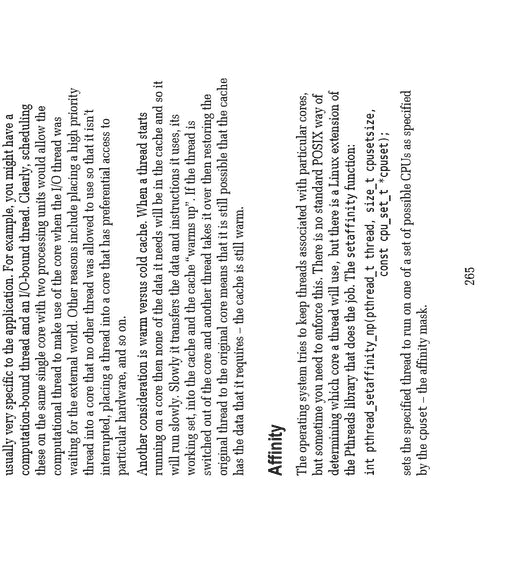 usually very specific to the application. For example, you might have a
computation-bound thread and an I/O-bound thread. Clearly, scheduling
these on the same single core with two processing units would allow the
computational thread to make use of the core when the I/O thread was
waiting for the external world. Other reasons include placing a high priority
thread into a core that no other thread was allowed to use so that it isn't
interrupted, placing a thread into a core that has preferential access to
particular hardware, and so on.
Another consideration is warm versus cold cache. When a thread starts
running on a core then none of the data it needs will be in the cache and so it
will run slowly. Slowly it transfers the data and instructions it uses, its
working set, into the cache and the cache “warms up”. If the thread is
switched out of the core and another thread takes it over then restoring the
original thread to the original core means that it is still possible that the cache
has the data that it requires – the cache is still warm.
Affinity
The operating system tries to keep threads associated with particular cores,
but sometime you need to enforce this. There is no standard POSIX way of
determining which core a thread will use, but there is a Linux extension of
the Pthreads library that does the job. The setaffinity function:
int pthread_setaffinity_np(pthread_t thread, size_t cpusetsize,
const cpu_set_t *cpuset);
sets the specified thread to run on one of a set of possible CPUs as specified
by the cpuset – the affinity mask.
265